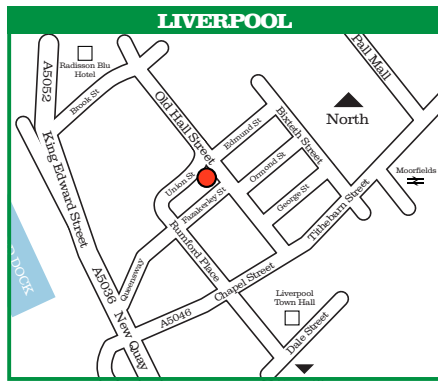 LIVERPOOL
A5052
Radisson Blu
Hotel
Brook St
Old Hall Street
Pall Mall
North
Edmund St
Bixteth Street
Ormond St
Moorfields
King Edward Street
Union St
Fazakerley St
George St
Tithebarn Street
Rumford Place
DOCK
A5036
Queensway
Chapel Street
New Quay
A5046
Liverpool
Town Hall
Dale Street